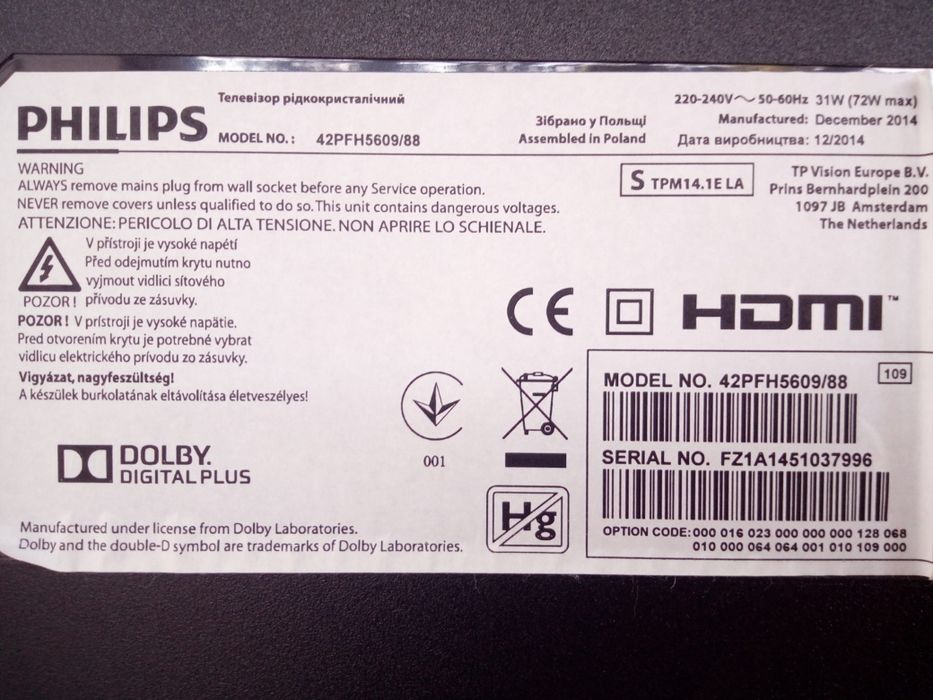 PHILIPS
Телевізор рідкокристалічний
MODEL NO.: 42PFH5609/88
Зібрано у Польщі
Assembled in Poland
220-240V～ 50-60Hz 31W (72W max)
Manufactured: December 2014
Дата виробництва: 12/2014
WARNING
ALWAYS remove mains plug from wall socket before any Service operation.
NEVER remove covers unless qualified to do so. This unit contains dangerous voltages.
ATTENZIONE: PERICOLO DI ALTA TENSIONE. NON APRIRE LO SCHIENALE.
S TPM14.1E LA
TP Vision Europe B.V.
Prins Bernhardplein 200
1097 JB Amsterdam
The Netherlands
V přístroji je vysoké napětí
Před odejmutím krytu nutno
vyjmout vidlici sítového
POZOR! přívodu ze zásuvky.
POZOR! V prístroji je vysoké napätie.
Pred otvorením krytu je potrebné vybrat
vidlicu elektrického prívodu zo zásuvky.
Vigyázat, nagyfeszültség!
A készülek burkolatának eltávolítása életveszélyes!
CE
HDMI™
001
DOLBY.
DIGITAL PLUS
Hg
Manufactured under license from Dolby Laboratories.
Dolby and the double-D symbol are trademarks of Dolby Laboratories.
MODEL NO. 42PFH5609/88
109
SERIAL NO. FZ1A1451037996
OPTION CODE: 000 016 023 000 000 000 128 068
010 000 064 064 001 010 109 000